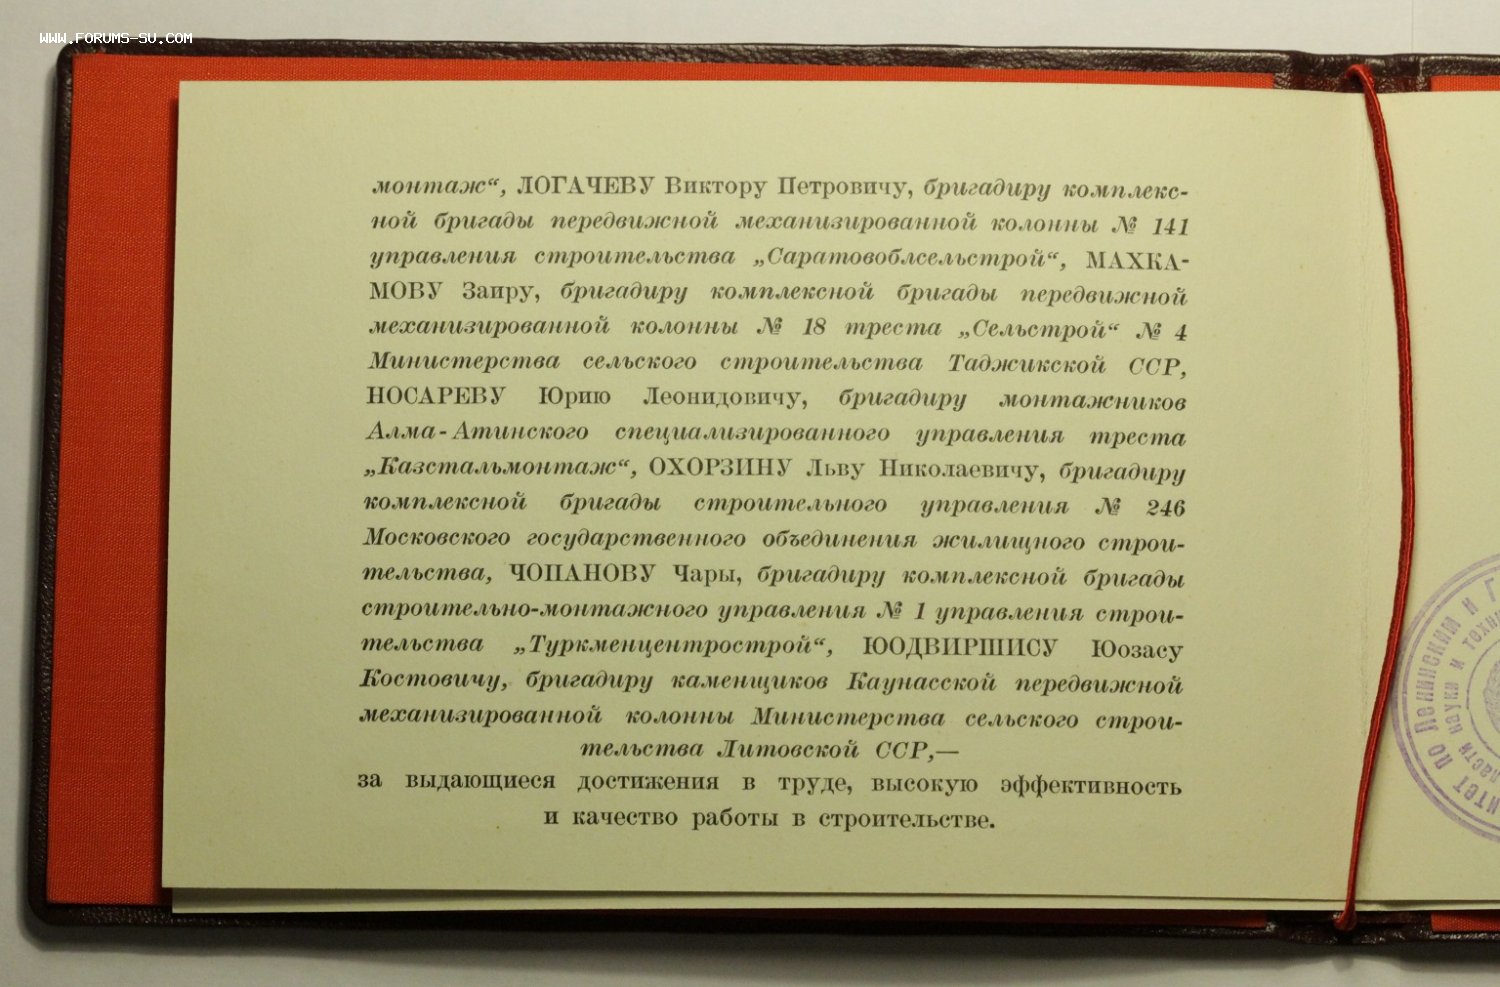 WWW.FORUMS-SU.COM
монтаж“, ЛОГАЧЕВУ Виктору Петровичу, бригадиру комплекс-
ной бригады передвижной механизированной колонны № 141
управления строительства „Саратовоблсельстрой“, МАХКА-
МОВУ Заиру, бригадиру комплексной бригады передвижной
механизированной колонны № 18 треста „Сельстрой“ № 4
Министерства сельского строительства Таджикской ССР,
НОСАРЕВУ Юрию Леонидовичу, бригадиру монтажников
Алма-Атинского специализированного управления треста
„Казстальмонтаж“, ОХОРЗИНУ Льву Николаевичу, бригадиру
комплексной бригады строительного управления № 246
Московского государственного объединения жилищного строи-
тельства, ЧОПАНОВУ Чары, бригадиру комплексной бригады
строительно-монтажного управления № 1 управления строи-
тельства „Туркменцентрострой“, ЮОДВИРШИСУ Юозасу
Костовичу, бригадиру каменщиков Каунасской передвижной
механизированной колонны Министерства сельского строи-
тельства Литовской ССР,—
за выдающиеся достижения в труде, высокую эффективность
и качество работы в строительстве.
по Ленинским и
науки и